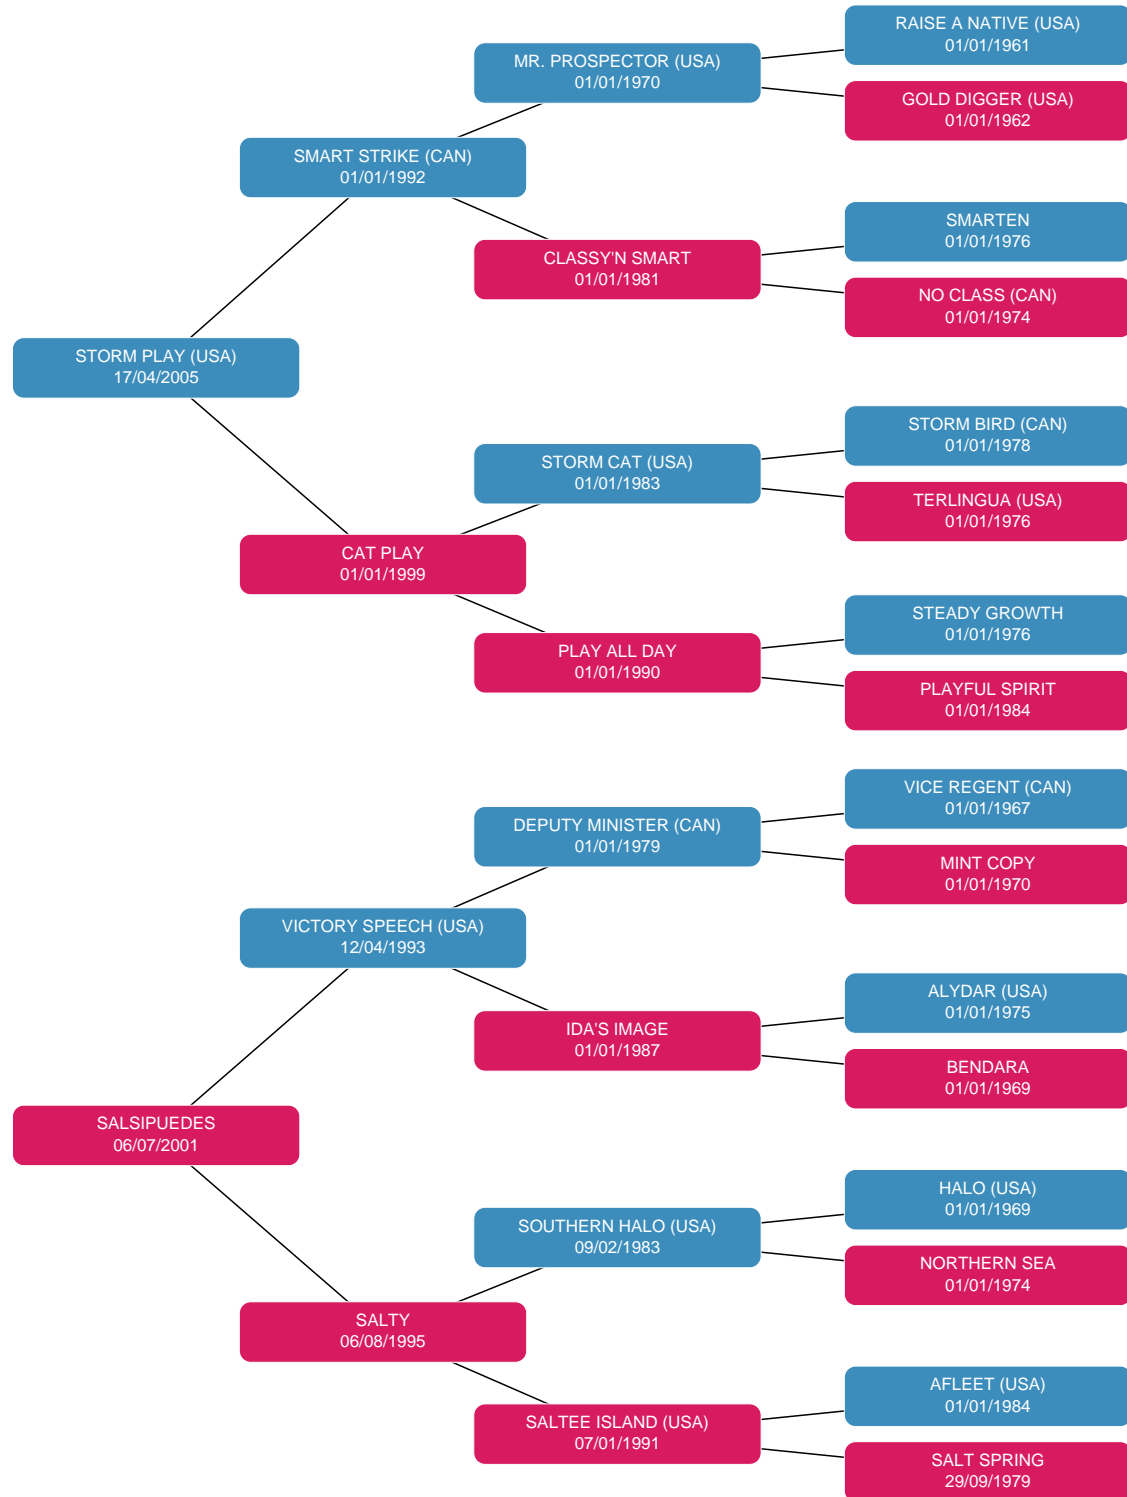 RAISE A NATIVE (USA)
01/01/1961
MR. PROSPECTOR (USA)
01/01/1970
GOLD DIGGER (USA)
01/01/1962
SMART STRIKE (CAN)
01/01/1992
SMARTEN
01/01/1976
CLASSY'N SMART
01/01/1981
NO CLASS (CAN)
01/01/1974
STORM PLAY (USA)
17/04/2005
STORM BIRD (CAN)
01/01/1978
STORM CAT (USA)
01/01/1983
TERLINGUA (USA)
01/01/1976
CAT PLAY
01/01/1999
STEADY GROWTH
01/01/1976
PLAY ALL DAY
01/01/1990
PLAYFUL SPIRIT
01/01/1984
VICE REGENT (CAN)
01/01/1967
DEPUTY MINISTER (CAN)
01/01/1979
MINT COPY
01/01/1970
VICTORY SPEECH (USA)
12/04/1993
ALYDAR (USA)
01/01/1975
IDA'S IMAGE
01/01/1987
BENDARA
01/01/1969
SALSIPUEDES
06/07/2001
HALO (USA)
01/01/1969
SOUTHERN HALO (USA)
09/02/1983
NORTHERN SEA
01/01/1974
SALTY
06/08/1995
AFLEET (USA)
01/01/1984
SALTEE ISLAND (USA)
07/01/1991
SALT SPRING
29/09/1979